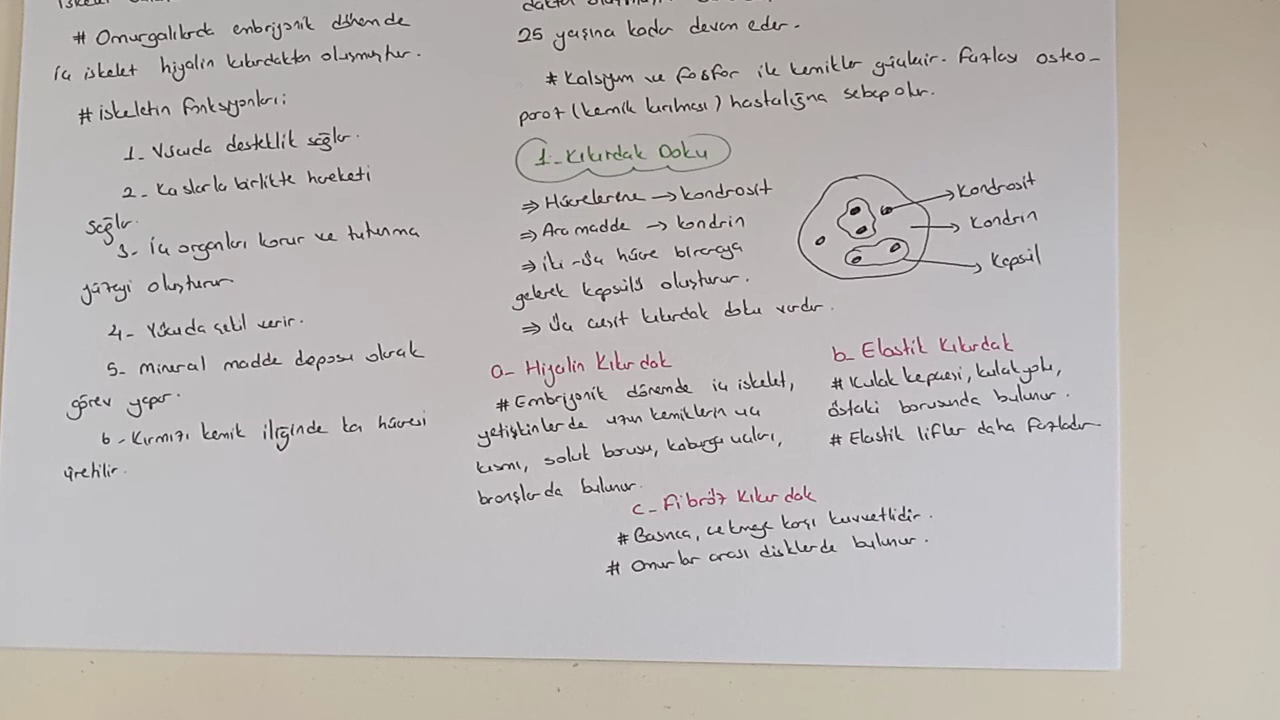 # Omurgalılarda embriyonik dönemde
iç iskelet hiyalin kıkırdaktan oluşmuştur.
# iskeletin fonksiyonları;
1- Vücuda desteklik sağlar.
2- Kaslarla birlikte hareketi
sağlar.
3- İç organları korur ve tutunma
yüzeyi oluşturur.
4- Vücuda şekil verir.
5- Mineral madde deposu olarak
görev yapar.
6- Kırmızı kemik iliğinde kan hücresi
üretilir.
25 yaşına kadar devam eder.
* Kalsiyum ve fosfor ile kemikler güçlenir. Fazlası osteo-
porot (kemik kırılması) hastalığına sebep olur.
1- Kıkırdak Doku
⇒ Hücrelerine → kondrosit
⇒ Ara madde → kondrin
⇒ iki-üç hücre biraraya
gelerek kapsülü oluşturur.
⇒ Üç çeşit kıkırdak doku vardır.
Kondrosit
Kondrin
Kapsül
a- Hiyalin Kıkırdak
# Embriyonik dönemde iç iskelet,
yetişkinlerde uzun kemiklerin uç
kısmı, soluk borusu, kaburga uçları,
bronşlarda bulunur.
b- Elastik Kıkırdak
# Kulak kepçesi, kulak yolu,
östaki borusunda bulunur.
# Elastik lifler daha fazladır
c- Fibröz Kıkırdak
# Basınca, çekmeye karşı kuvvetlidir.
# Omurlar arası disklerde bulunur.